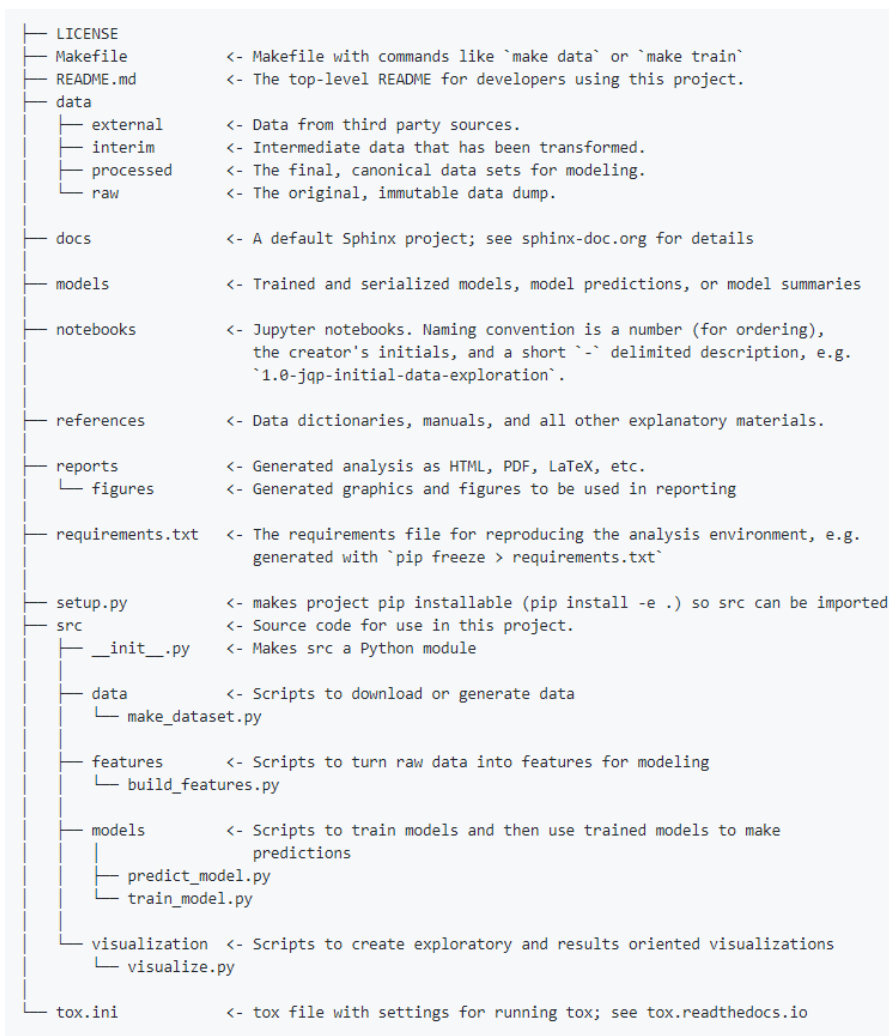 ├── LICENSE
├── Makefile           <- Makefile with commands like `make data` or `make train`
├── README.md          <- The top-level README for developers using this project.
├── data
│   ├── external       <- Data from third party sources.
│   ├── interim        <- Intermediate data that has been transformed.
│   ├── processed      <- The final, canonical data sets for modeling.
│   └── raw            <- The original, immutable data dump.
│
├── docs               <- A default Sphinx project; see sphinx-doc.org for details
│
├── models             <- Trained and serialized models, model predictions, or model summaries
│
├── notebooks          <- Jupyter notebooks. Naming convention is a number (for ordering),
│                         the creator's initials, and a short `-` delimited description, e.g.
│                         `1.0-jqp-initial-data-exploration`.
│
├── references         <- Data dictionaries, manuals, and all other explanatory materials.
│
├── reports            <- Generated analysis as HTML, PDF, LaTeX, etc.
│   └── figures        <- Generated graphics and figures to be used in reporting
│
├── requirements.txt   <- The requirements file for reproducing the analysis environment, e.g.
│                         generated with `pip freeze > requirements.txt`
│
├── setup.py           <- makes project pip installable (pip install -e .) so src can be imported
├── src                <- Source code for use in this project.
│   ├── __init__.py    <- Makes src a Python module
│   │
│   ├── data           <- Scripts to download or generate data
│   │   └── make_dataset.py
│   │
│   ├── features       <- Scripts to turn raw data into features for modeling
│   │   └── build_features.py
│   │
│   ├── models         <- Scripts to train models and then use trained models to make
│   │   │                 predictions
│   │   ├── predict_model.py
│   │   └── train_model.py
│   │
│   └── visualization  <- Scripts to create exploratory and results oriented visualizations
│       └── visualize.py
│
└── tox.ini            <- tox file with settings for running tox; see tox.readthedocs.io